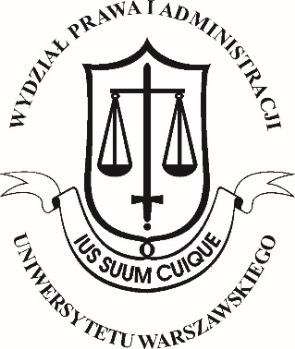 WYDZIAŁ PRAWA I ADMINISTRACJI
IUS SUUM CUIQUE
UNIWERSYTETU WARSZAWSKIEGO